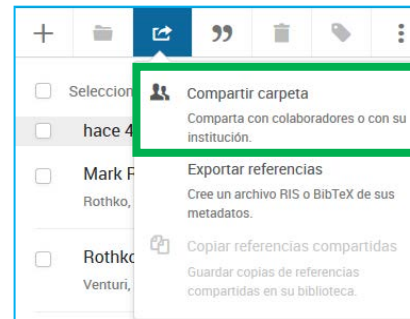 Seleccion
Compartir carpeta
hace 4
Comparta con colaboradores o con su
institución.
Mark R
Exportar referencias
Rothko,
Cree un archivo RIS o BibTeX de sus
metadatos.
Rothko
Copiar referencias compartidas
Venturi,
Guardar copias de referencias
compartidas en su biblioteca.